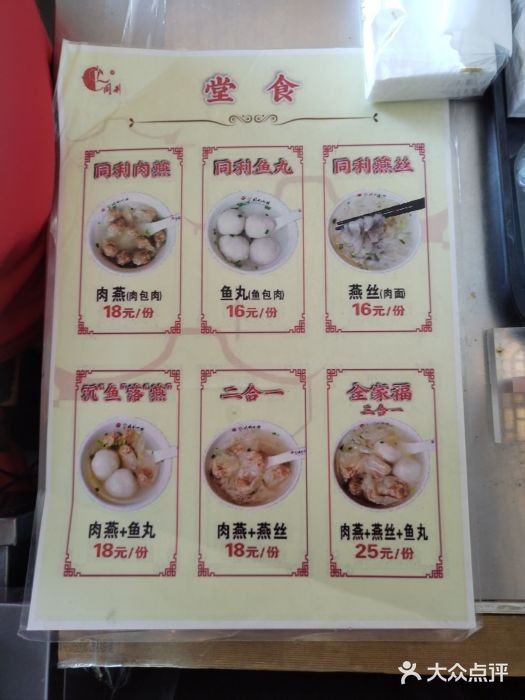 同利
堂食
同利肉燕
肉燕(肉包肉)
18元/份
同利鱼丸
鱼丸(鱼包肉)
16元/份
同利燕丝
燕丝(肉面)
16元/份
沉"鱼"落"燕"
肉燕+鱼丸
18元/份
二合一
肉燕+燕丝
18元/份
全家福
三合一
肉燕+燕丝+鱼丸
25元/份
大众点评